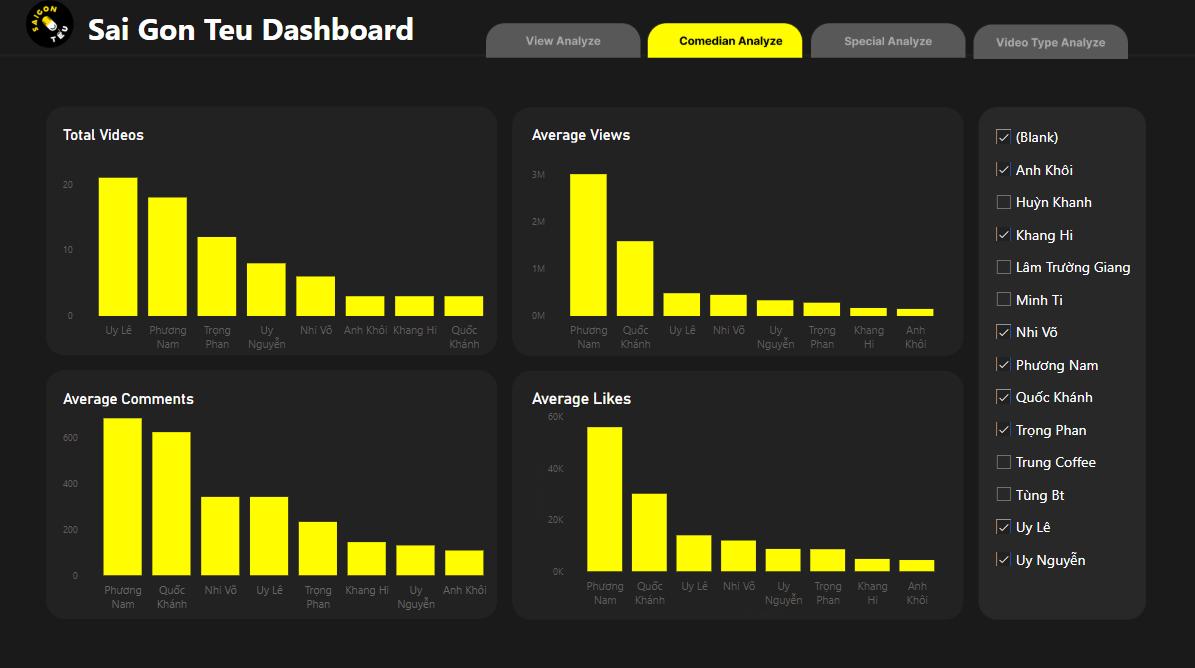 SAIGON TEU
Sai Gon Teu Dashboard
View Analyze
Comedian Analyze
Special Analyze
Video Type Analyze
Total Videos
20
10
0
Uy Lê
Phương Nam
Trọng Phan
Uy Nguyễn
Nhi Võ
Anh Khôi
Khang Hi
Quốc Khánh
Average Views
3M
2M
1M
0M
Phương Nam
Quốc Khánh
Uy Lê
Nhi Võ
Uy Nguyễn
Trọng Phan
Khang Hi
Anh Khôi
Average Comments
600
400
200
0
Phương Nam
Quốc Khánh
Nhi Võ
Uy Lê
Trọng Phan
Khang Hi
Uy Nguyễn
Anh Khôi
Average Likes
60K
40K
20K
0K
Phương Nam
Quốc Khánh
Uy Lê
Nhi Võ
Uy Nguyễn
Trọng Phan
Khang Hi
Anh Khôi
(Blank)
Anh Khôi
Huỳn Khanh
Khang Hi
Lâm Trường Giang
Minh Ti
Nhi Võ
Phương Nam
Quốc Khánh
Trọng Phan
Trung Coffee
Tùng Bt
Uy Lê
Uy Nguyễn